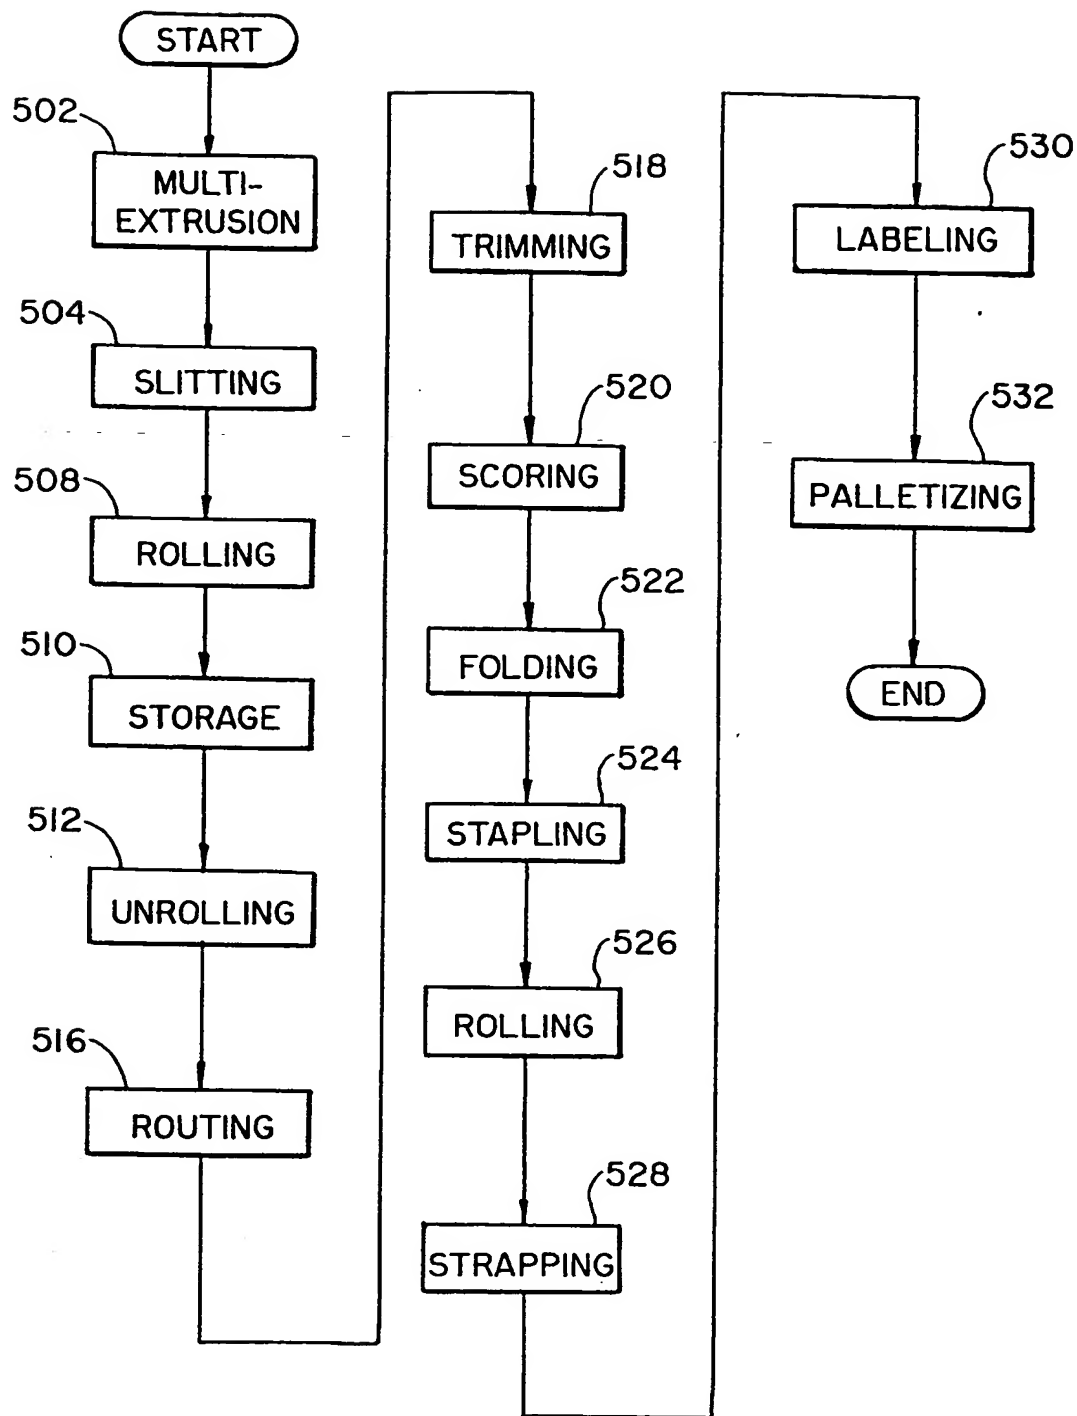 START
502
MULTI-
EXTRUSION
504
SLITTING
508
ROLLING
510
STORAGE
512
UNROLLING
516
ROUTING
518
TRIMMING
520
SCORING
522
FOLDING
524
STAPLING
526
ROLLING
528
STRAPPING
530
LABELING
532
PALLETIZING
END